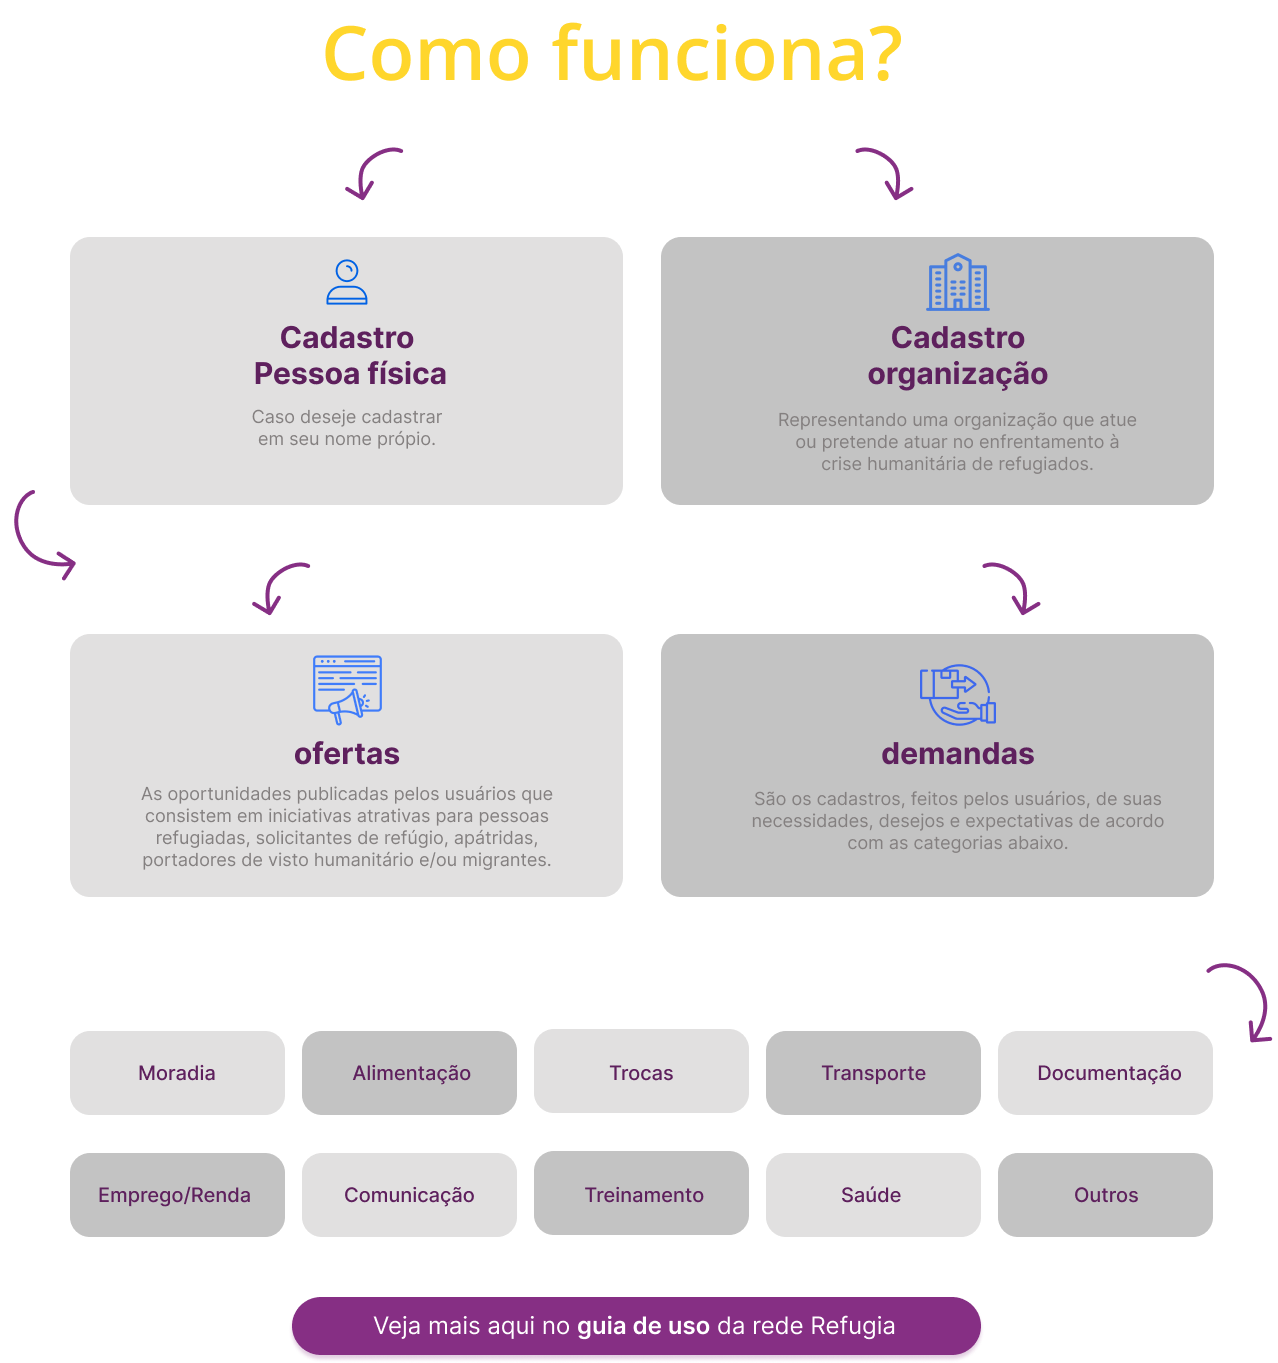 Como funciona?
Cadastro
Pessoa física
Caso deseje cadastrar
em seu nome própio.
Cadastro
organização
Representando uma organização que atue
ou pretende atuar no enfrentamento à
crise humanitária de refugiados.
ofertas
As oportunidades publicadas pelos usuários que
consistem em iniciativas atrativas para pessoas
refugiadas, solicitantes de refúgio, apátridas,
portadores de visto humanitário e/ou migrantes.
demandas
São os cadastros, feitos pelos usuários, de suas
necessidades, desejos e expectativas de acordo
com as categorias abaixo.
Moradia
Alimentação
Trocas
Transporte
Documentação
Emprego/Renda
Comunicação
Treinamento
Saúde
Outros
Veja mais aqui no guia de uso da rede Refugia